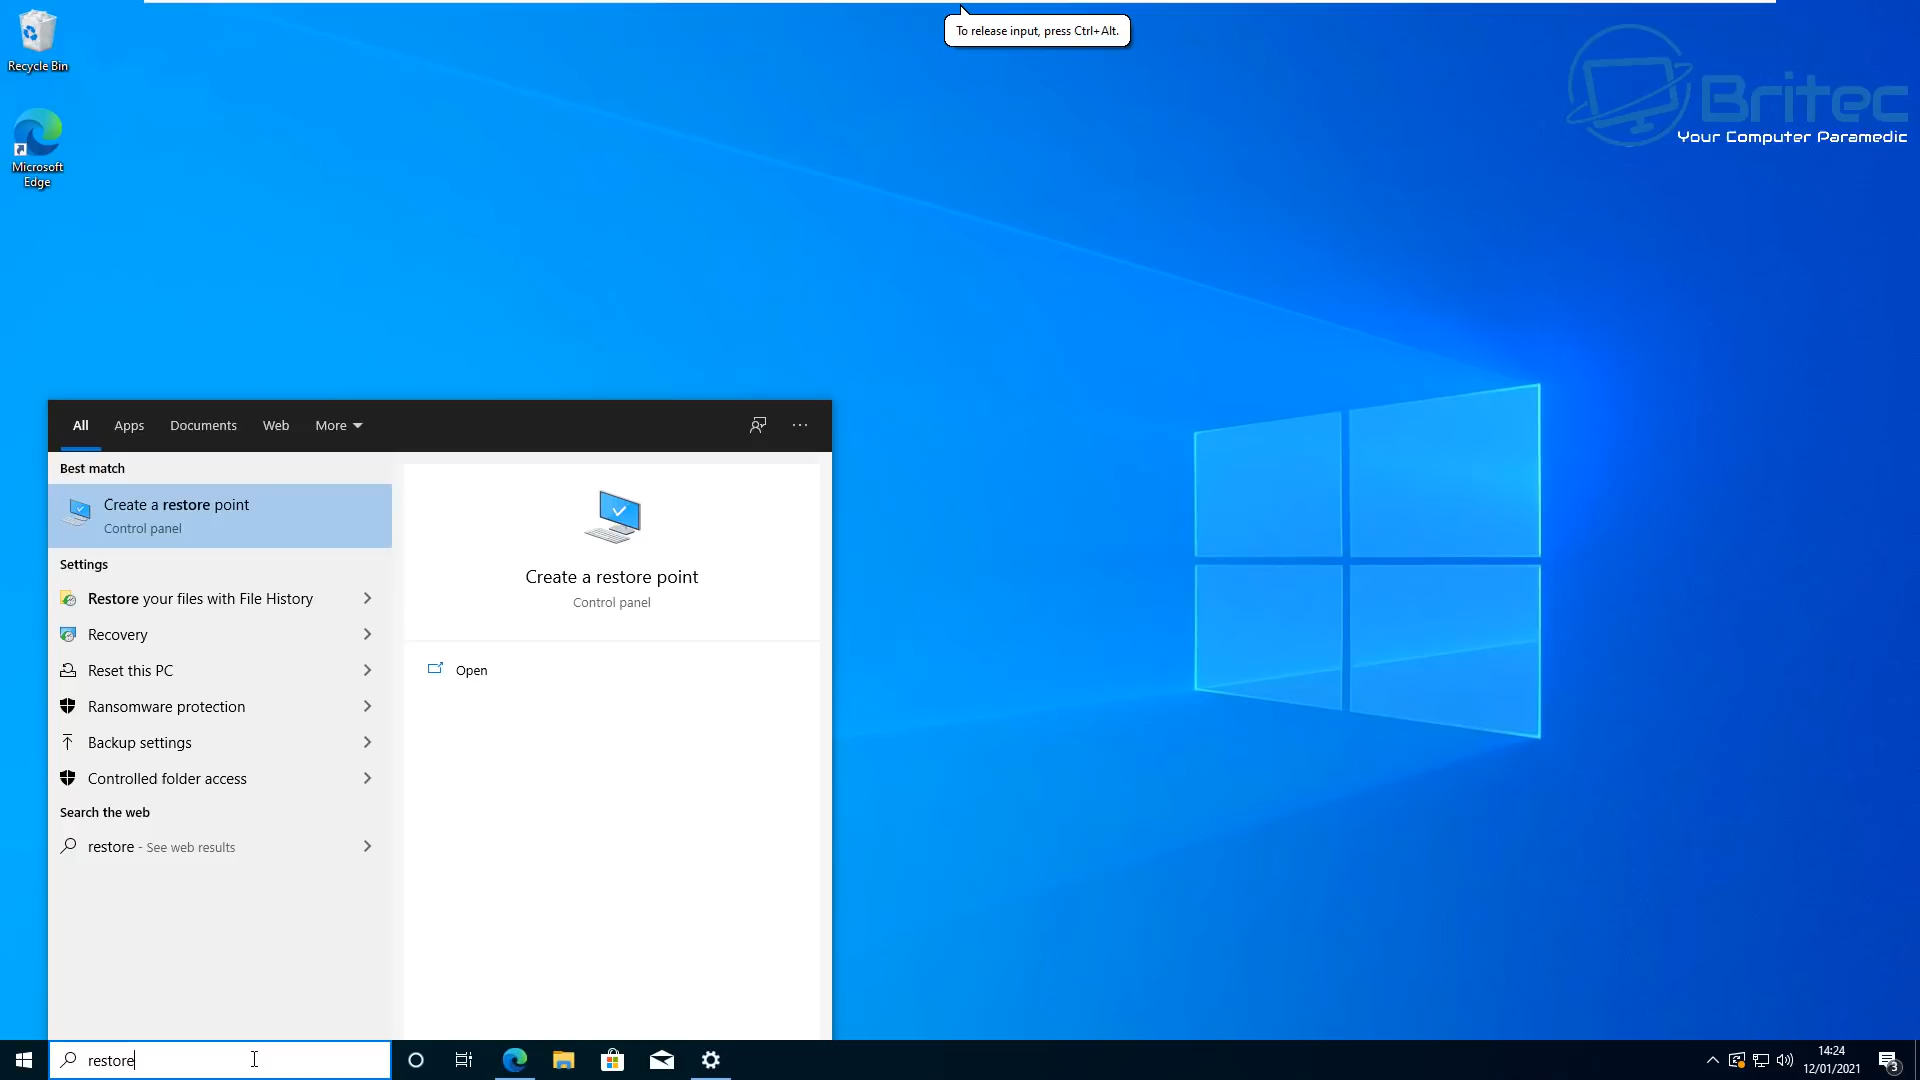 To release input, press Ctrl+Alt.
Recycle Bin
Britec
Your Computer Paramedic
Microsoft
Edge
All Apps Documents Web More
Best match
Create a restore point
Control panel
Settings
Restore your files with File History
Recovery
Reset this PC
Ransomware protection
Backup settings
Controlled folder access
Search the web
restore - See web results
Create a restore point
Control panel
Open
restore
14:24
12/01/2021
3